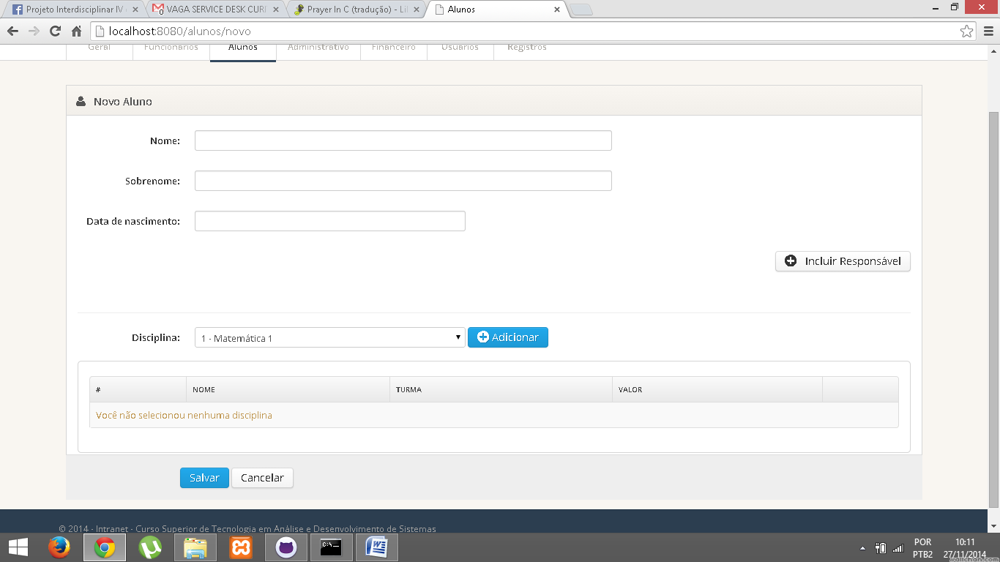 Projeto Interdisciplinar IV
VAGA SERVICE DESK CURI
Prayer In C (tradução) - Li
Alunos
localhost:8080/alunos/novo
Geral Funcionários Alunos Administrativo Financeiro Usuários Registros
Novo Aluno
Nome:
Sobrenome:
Data de nascimento:
Incluir Responsável
Disciplina: 1 - Matemática 1 Adicionar
# NOME TURMA VALOR
Você não selecionou nenhuma disciplina
Salvar Cancelar
© 2014 - Intranet - Curso Superior de Tecnologia em Análise e Desenvolvimento de Sistemas
POR 10:11
PTB2 27/11/2014